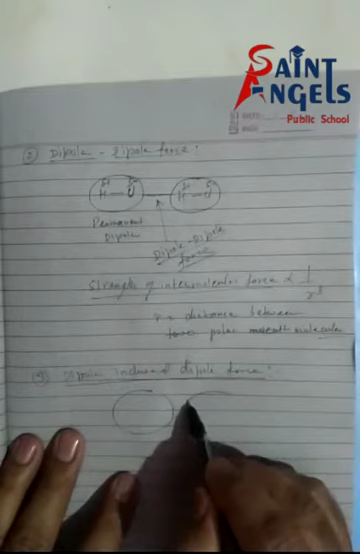 SAINT
ANGELS
Public School
② Dipole - dipole force:
δ+ δ- δ+ δ-
H — Cl H — Cl
Permanent
Dipole
Dipole-Dipole
force
Strength of intermolecular force ∝ 1/r³
r = distance between
polar molecules
Dipole induced dipole force: